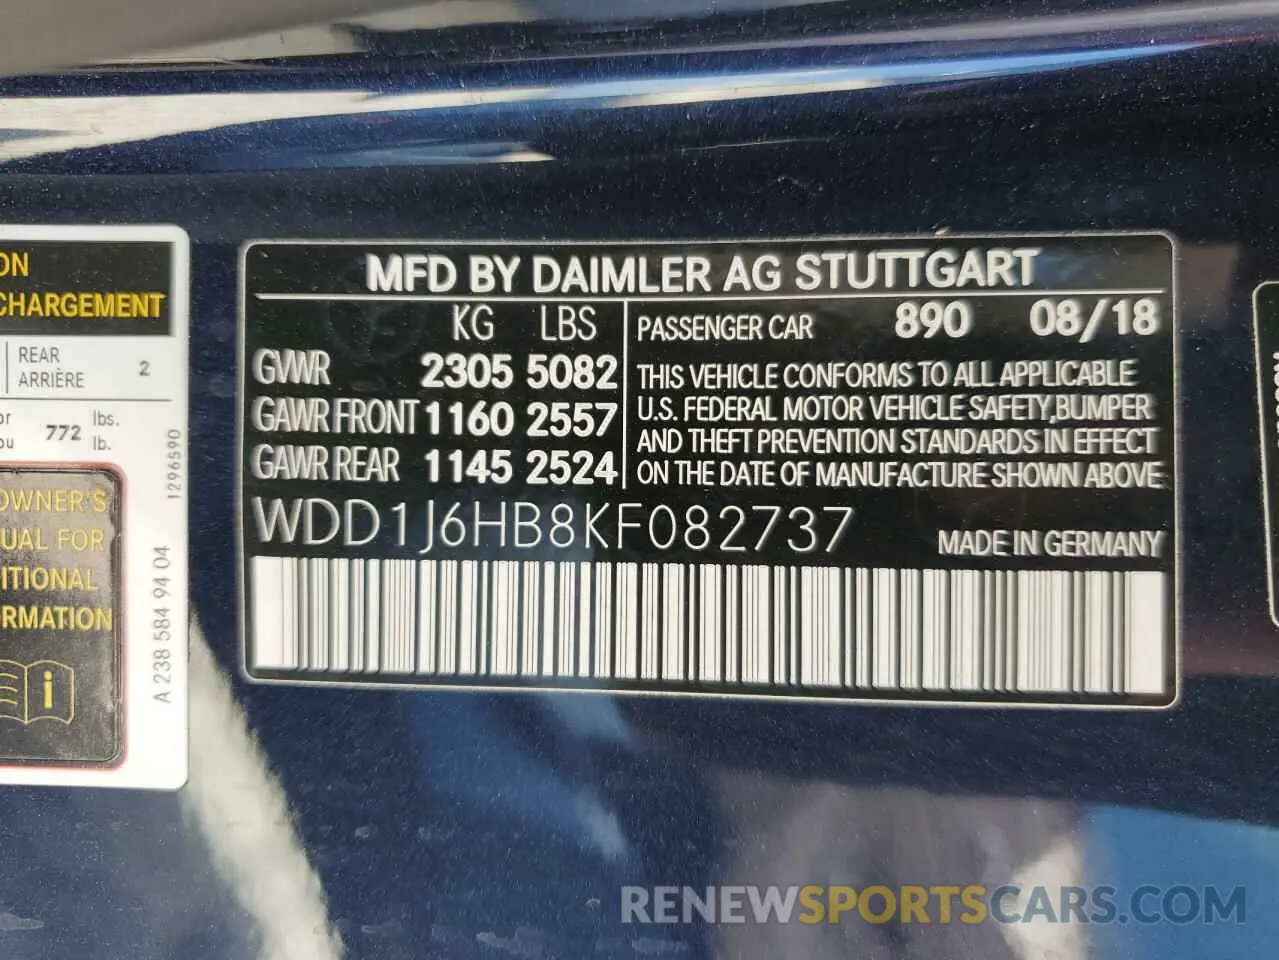 ON
CHARGEMENT
REAR
ARRIÈRE 2
or
ou 772 lbs.
lb.
OWNER'S
UAL FOR
ITIONAL
RMATION
i
1296590
A 238 584 94 04
MFD BY DAIMLER AG STUTTGART
KG LBS
GVWR 2305 5082
GAWR FRONT 1160 2557
GAWR REAR 1145 2524
PASSENGER CAR 890 08/18
THIS VEHICLE CONFORMS TO ALL APPLICABLE
U.S. FEDERAL MOTOR VEHICLE SAFETY,BUMPER
AND THEFT PREVENTION STANDARDS IN EFFECT
ON THE DATE OF MANUFACTURE SHOWN ABOVE
WDD1J6HB8KF082737 MADE IN GERMANY
RENEWSPORTSCARS.COM